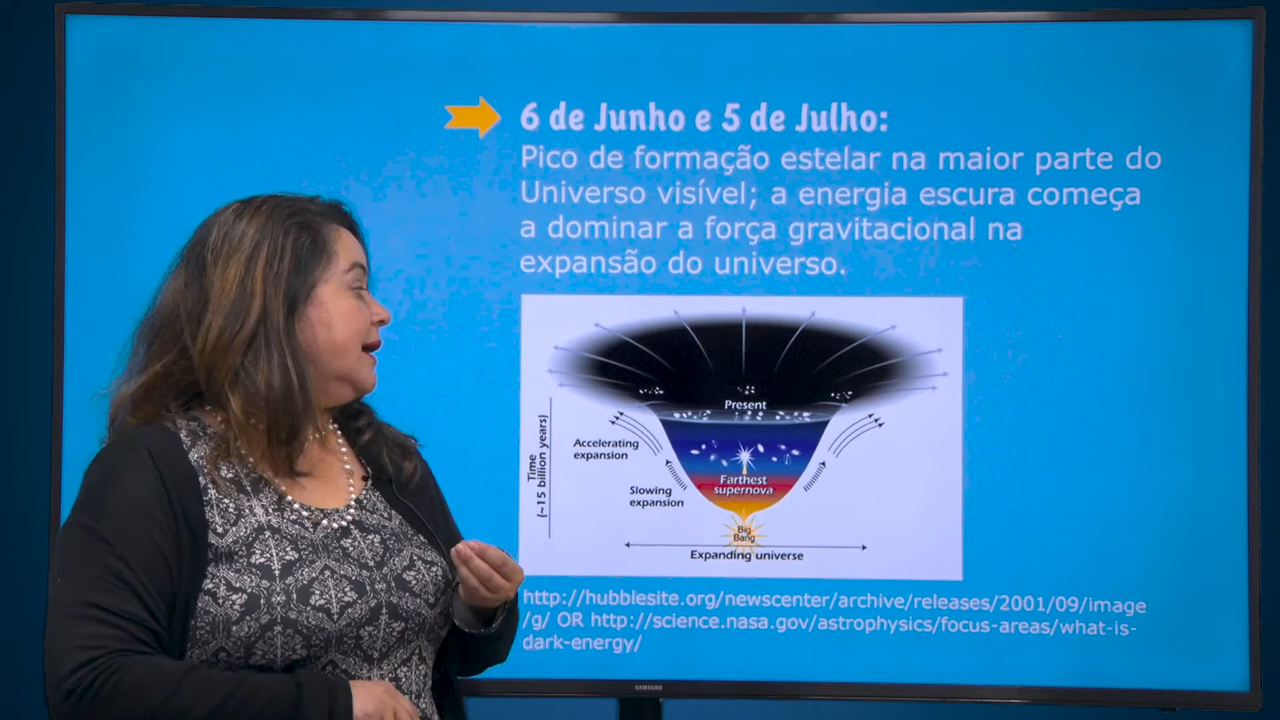 6 de Junho e 5 de Julho:
Pico de formação estelar na maior parte do
Universo visível; a energia escura começa
a dominar a força gravitacional na
expansão do universo.
Present
Time
(~15 billion years)
Accelerating
expansion
Farthest
supernova
Slowing
expansion
Big
Bang
Expanding universe
http://hubblesite.org/newscenter/archive/releases/2001/09/image
/g/ OR http://science.nasa.gov/astrophysics/focus-areas/what-is-
dark-energy/
SAMSUNG